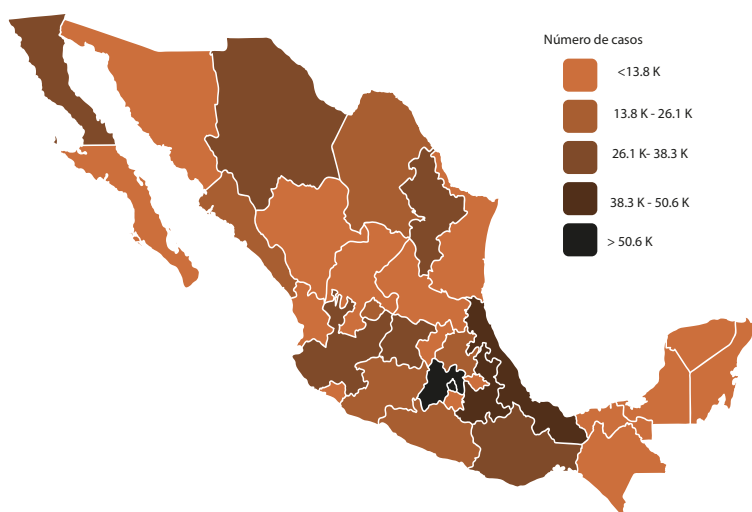 Número de casos
<13.8 K
13.8 K - 26.1 K
26.1 K- 38.3 K
38.3 K - 50.6 K
> 50.6 K